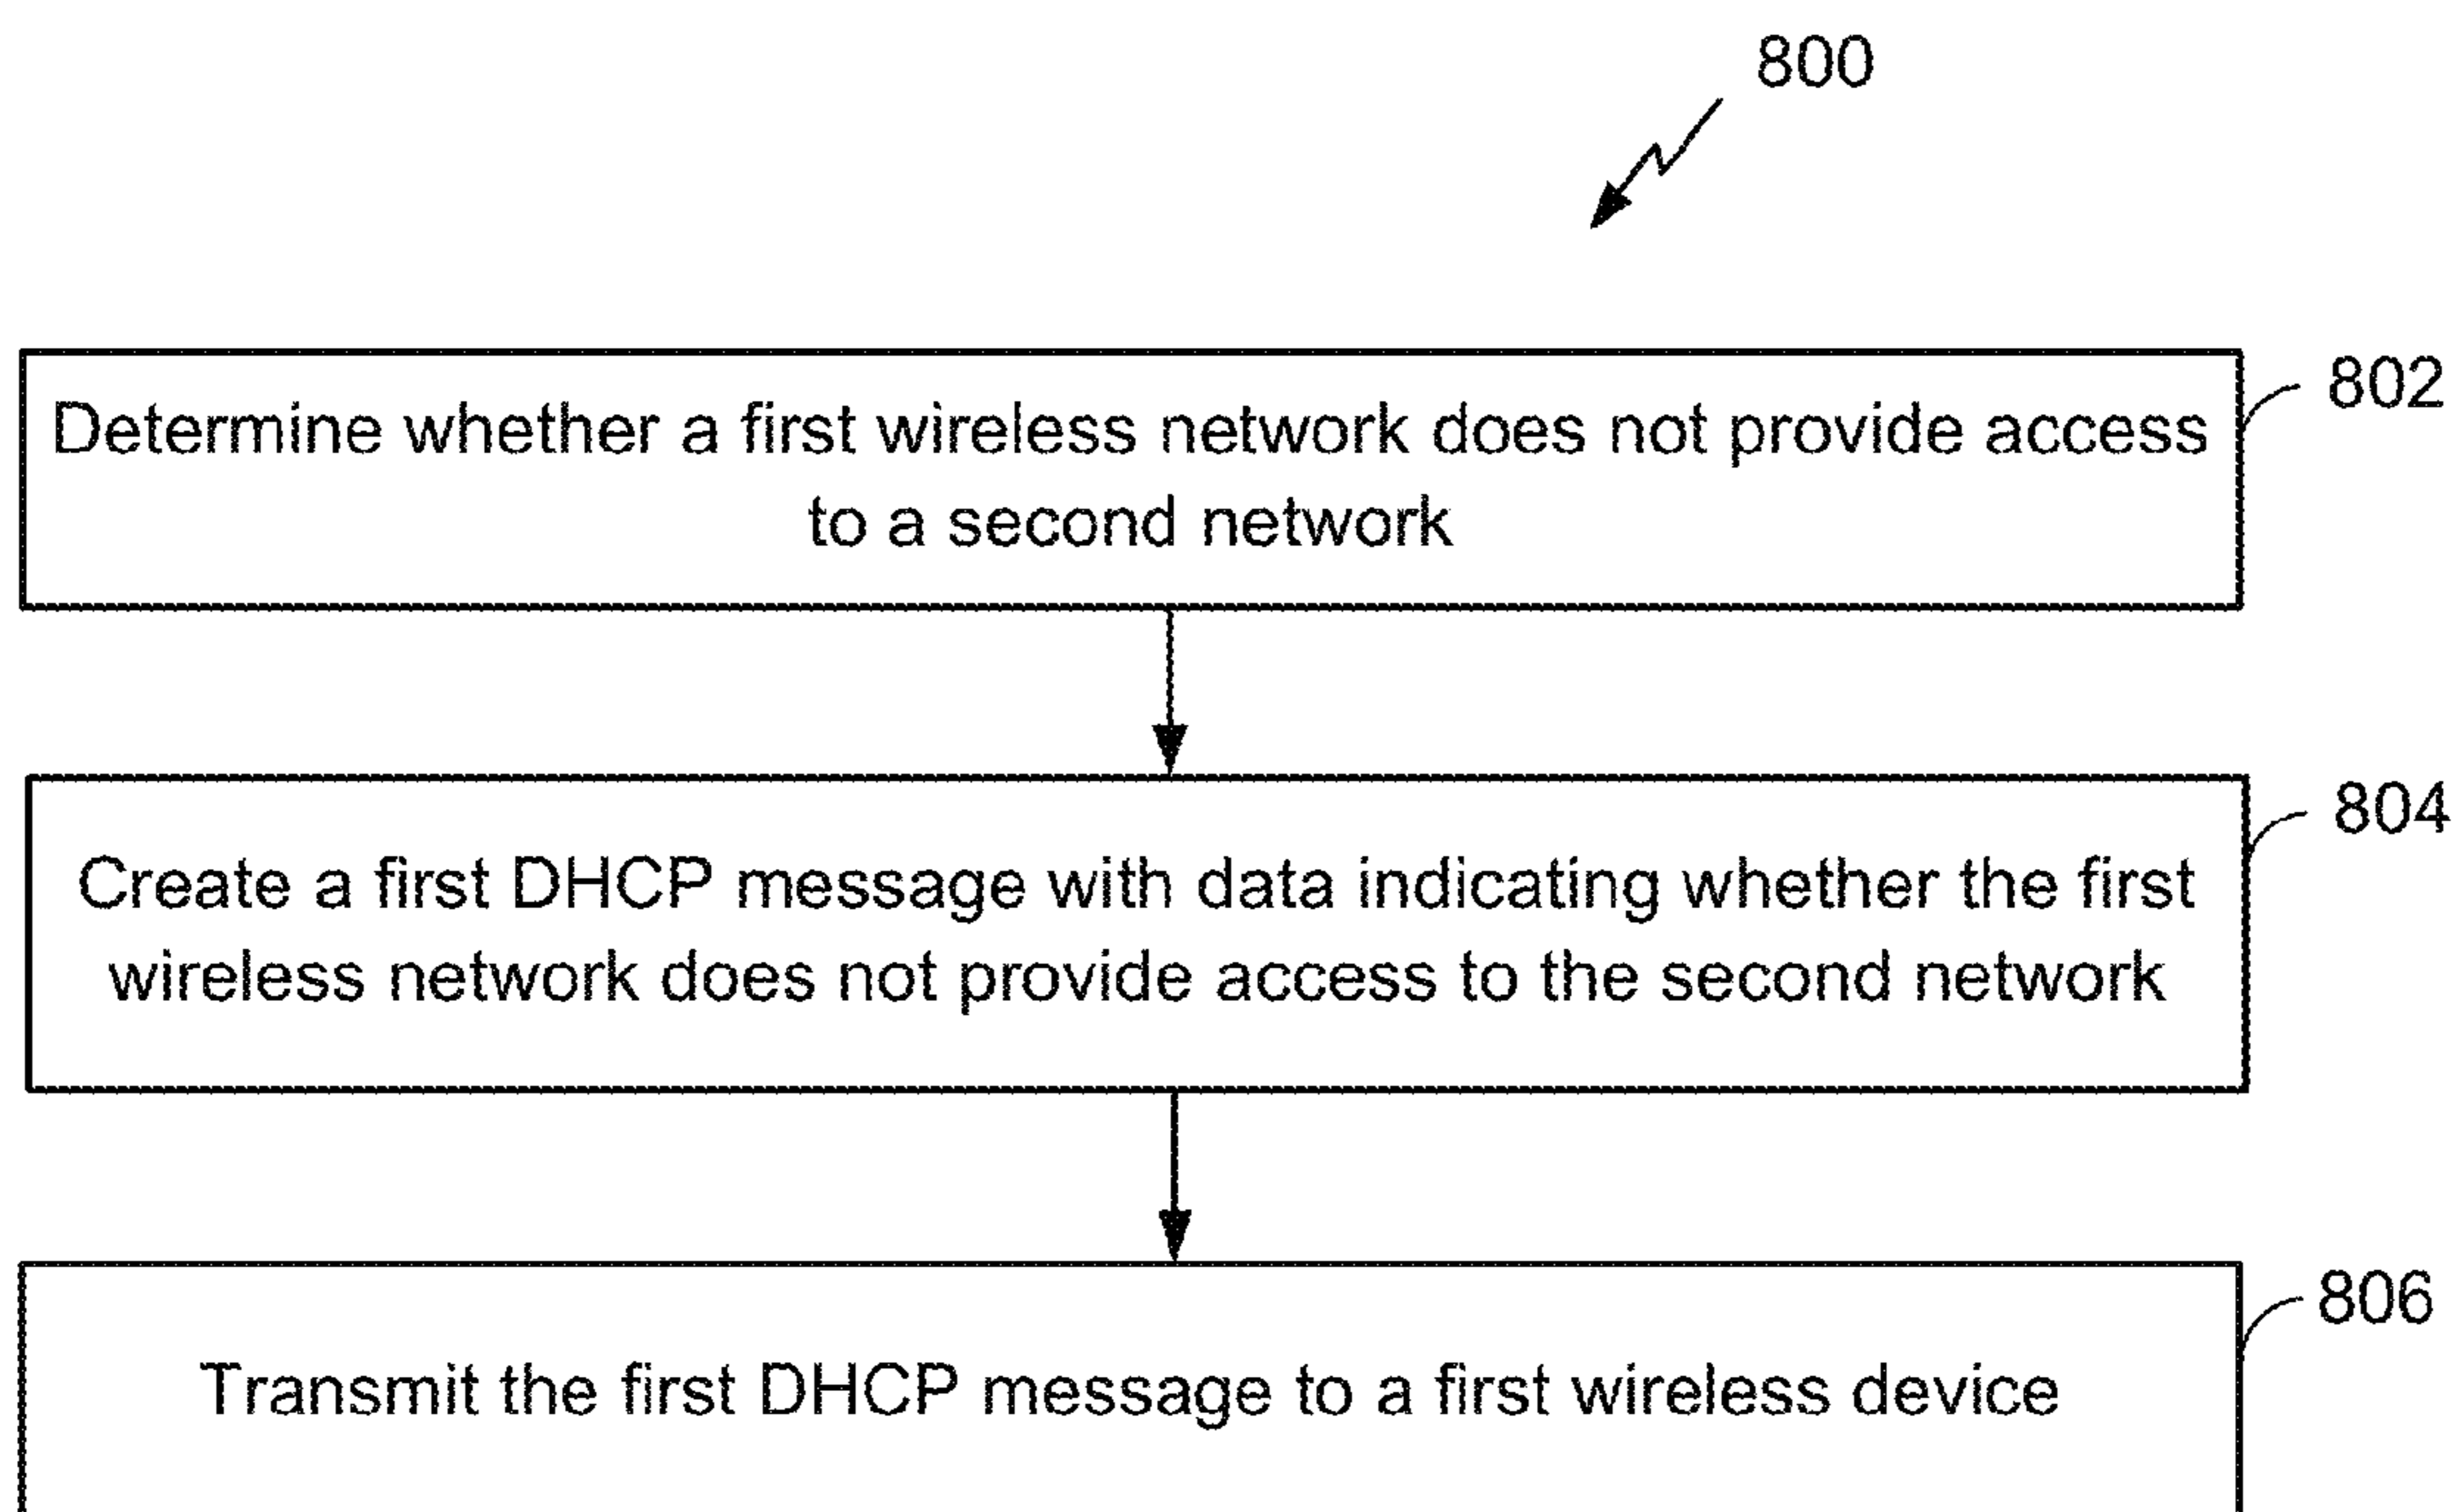 800
802
Determine whether a first wireless network does not provide access
to a second network
804
Create a first DHCP message with data indicating whether the first
wireless network does not provide access to the second network
806
Transmit the first DHCP message to a first wireless device